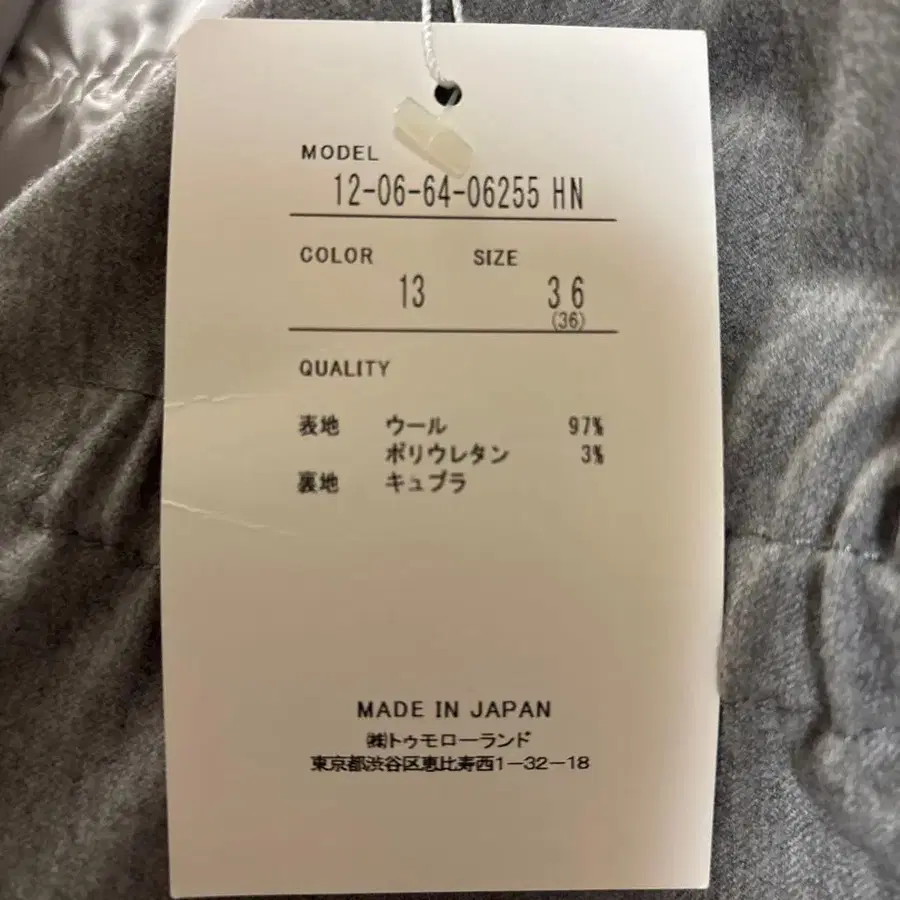 MODEL
12-06-64-06255 HN
COLOR SIZE
13 36
(36)
QUALITY
表地 ウール 97%
ポリウレタン 3%
裏地 キュプラ
MADE IN JAPAN
㈱トゥモローランド
東京都渋谷区恵比寿西1-32-18